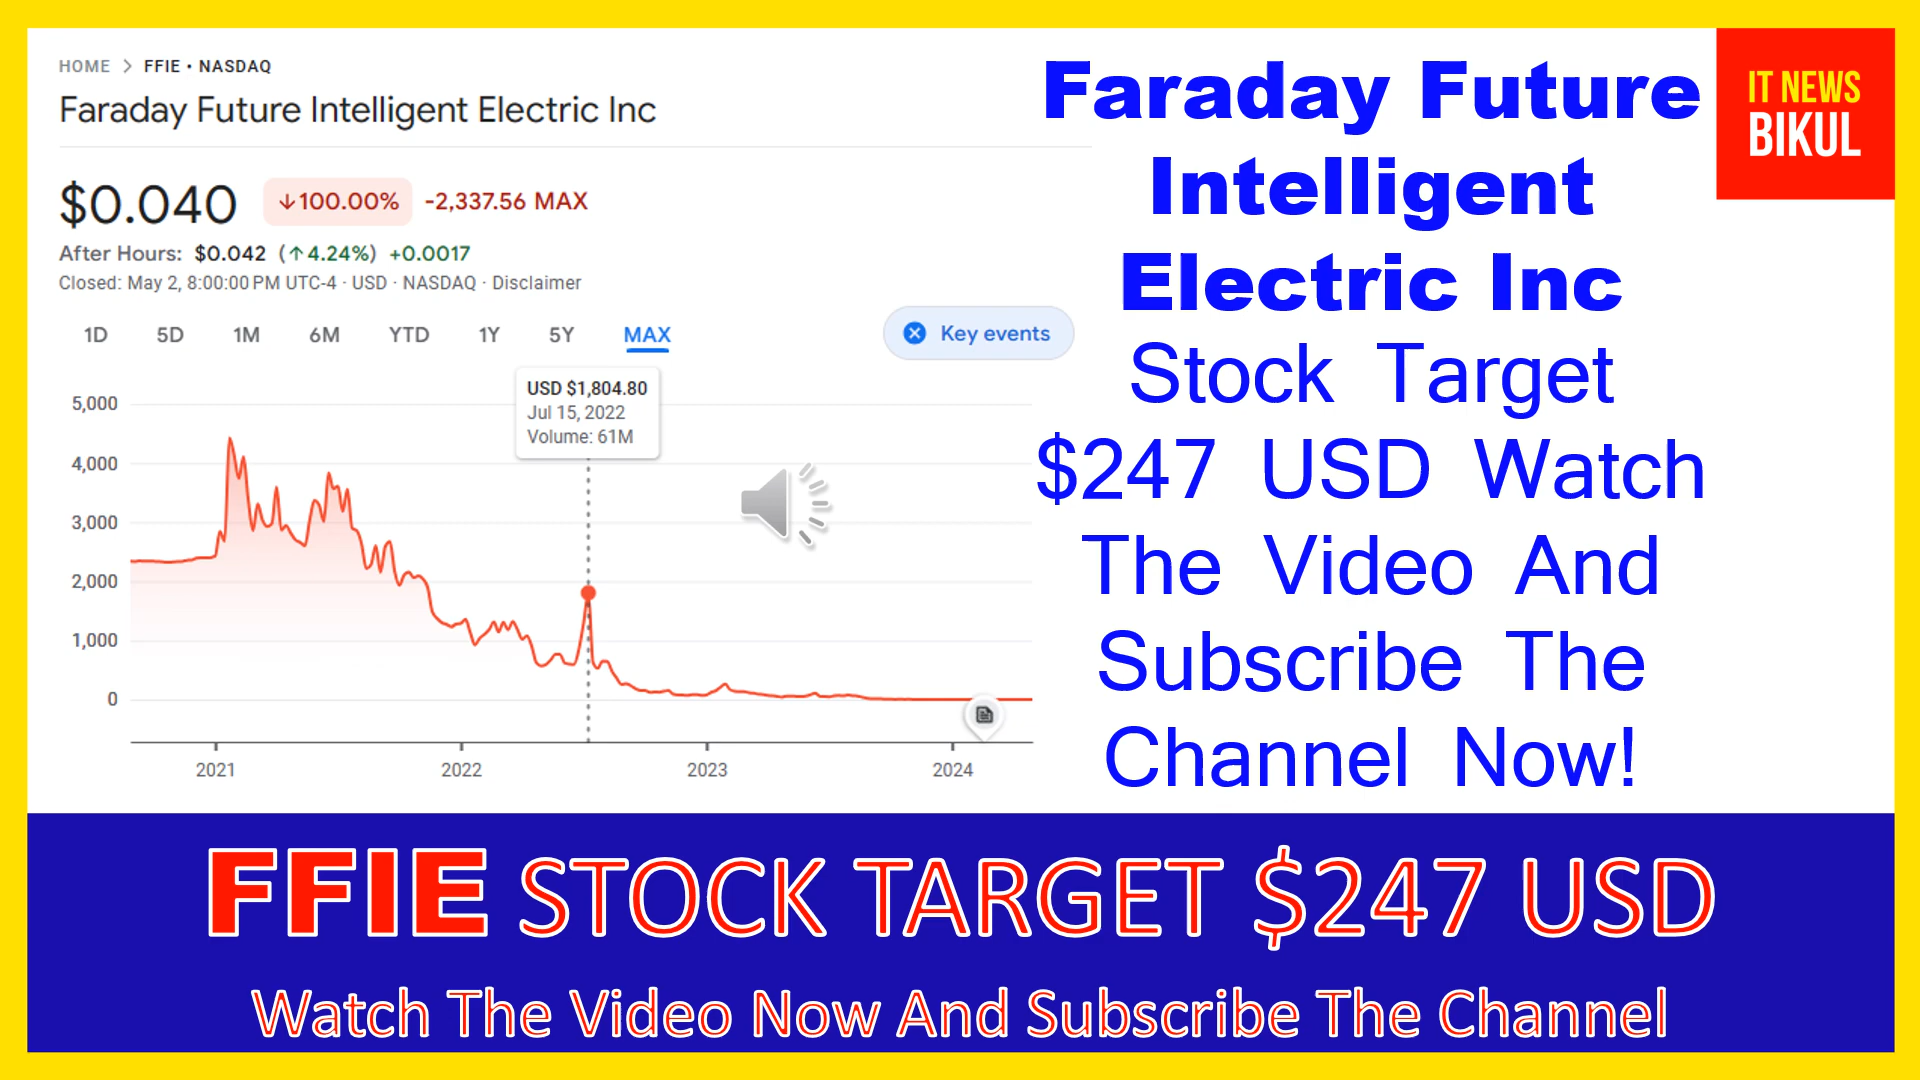 HOME > FFIE • NASDAQ
Faraday Future Intelligent Electric Inc
$0.040 ↓100.00% -2,337.56 MAX
After Hours: $0.042 (↑4.24%) +0.0017
Closed: May 2, 8:00:00 PM UTC-4 · USD · NASDAQ · Disclaimer
1D 5D 1M 6M YTD 1Y 5Y MAX
Key events
USD $1,804.80
Jul 15, 2022
Volume: 61M
5,000
4,000
3,000
2,000
1,000
0
2021 2022 2023 2024
Faraday Future
Intelligent
Electric Inc
Stock Target
$247 USD Watch
The Video And
Subscribe The
Channel Now!
IT NEWS
BIKUL
FFIE STOCK TARGET $247 USD
Watch The Video Now And Subscribe The Channel